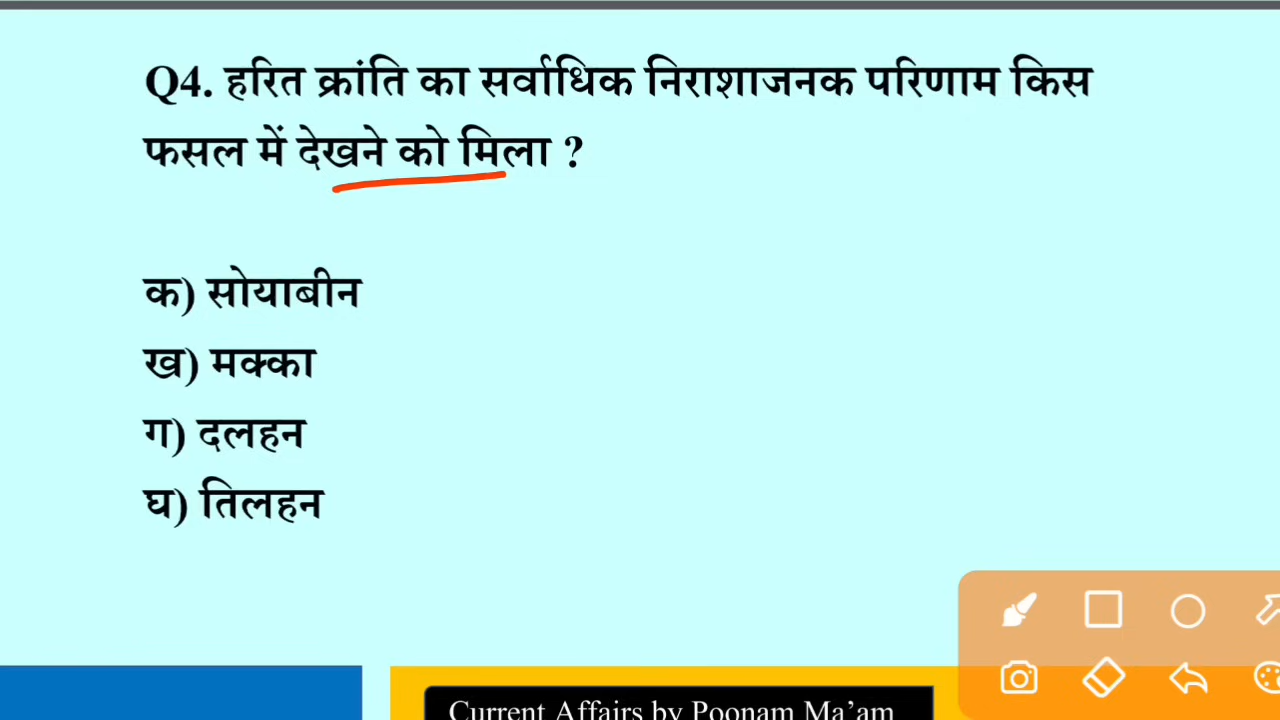 Q4. हरित क्रांति का सर्वाधिक निराशाजनक परिणाम किस
फसल में देखने को मिला ?
क) सोयाबीन
ख) मक्का
ग) दलहन
घ) तिलहन
Current Affairs by Poonam Ma’am